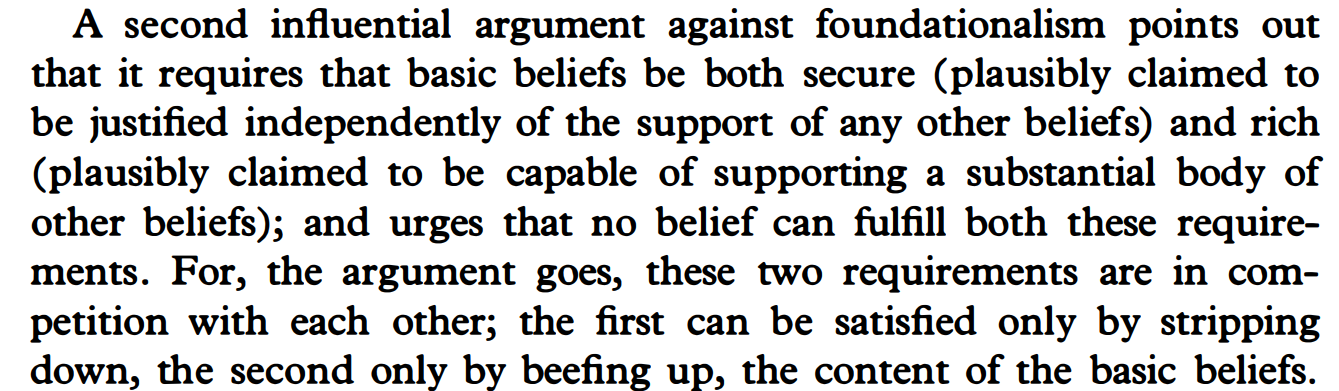 A second influential argument against foundationalism points out
that it requires that basic beliefs be both secure (plausibly claimed to
be justified independently of the support of any other beliefs) and rich
(plausibly claimed to be capable of supporting a substantial body of
other beliefs); and urges that no belief can fulfill both these require-
ments. For, the argument goes, these two requirements are in com-
petition with each other; the first can be satisfied only by stripping
down, the second only by beefing up, the content of the basic beliefs.